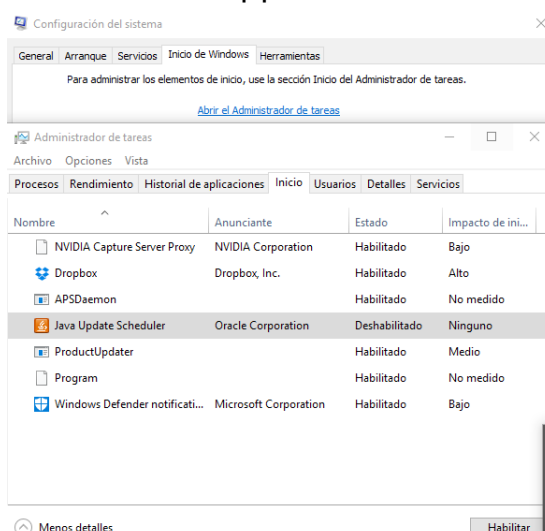 Configuración del sistema
General Arranque Servicios Inicio de Windows Herramientas
Para administrar los elementos de inicio, use la sección Inicio del Administrador de tareas.
Abrir el Administrador de tareas
Administrador de tareas
Archivo Opciones Vista
Procesos Rendimiento Historial de aplicaciones Inicio Usuarios Detalles Servicios
Nombre Anunciante Estado Impacto de ini...
NVIDIA Capture Server Proxy NVIDIA Corporation Habilitado Bajo
Dropbox Dropbox, Inc. Habilitado Alto
APSDaemon Habilitado No medido
Java Update Scheduler Oracle Corporation Deshabilitado Ninguno
ProductUpdater Habilitado Medio
Program Habilitado No medido
Windows Defender notificati... Microsoft Corporation Habilitado Bajo
Menos detalles Habilitar